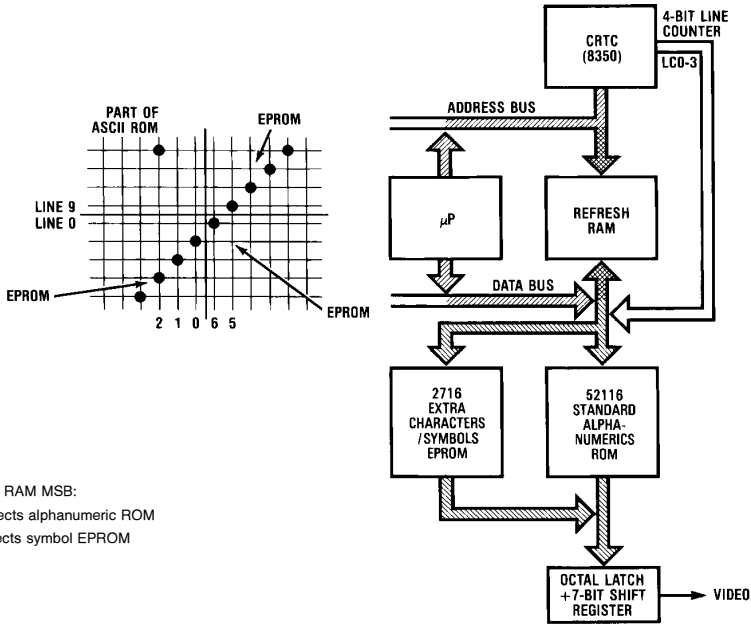 4-BIT LINE
COUNTER
CRTC
(8350)
LC0-3
ADDRESS BUS
PART OF
ASCII ROM
EPROM
LINE 9
LINE 0
EPROM
EPROM
2 1 0 6 5
μP
REFRESH
RAM
DATA BUS
2716
EXTRA
CHARACTERS
/SYMBOLS
EPROM
52116
STANDARD
ALPHA-
NUMERICS
ROM
RAM MSB:
ects alphanumeric ROM
ects symbol EPROM
OCTAL LATCH
+7-BIT SHIFT
REGISTER
VIDEO